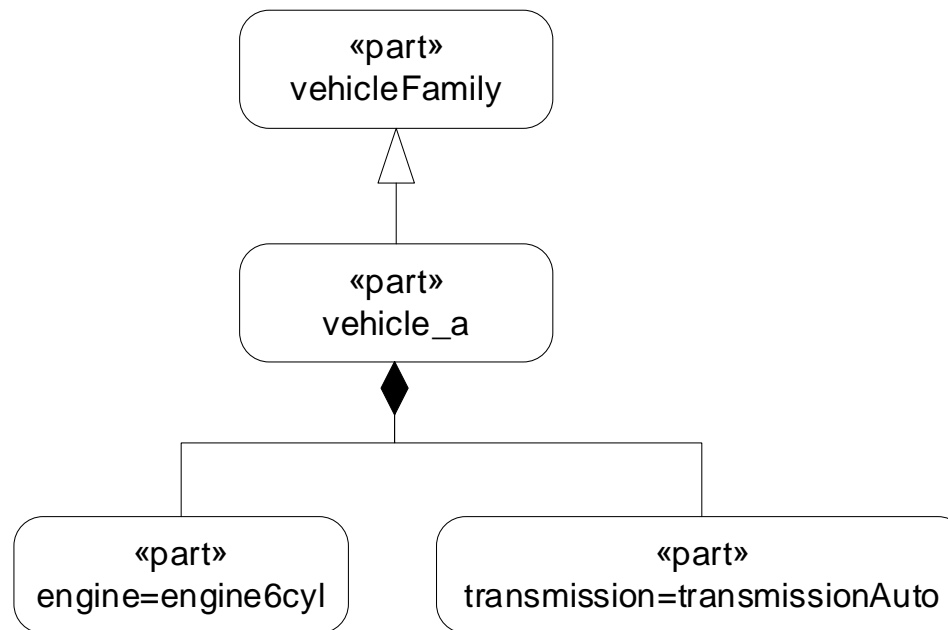 «part»
vehicleFamily
«part»
vehicle_a
«part»
engine=engine6cyl
«part»
transmission=transmissionAuto